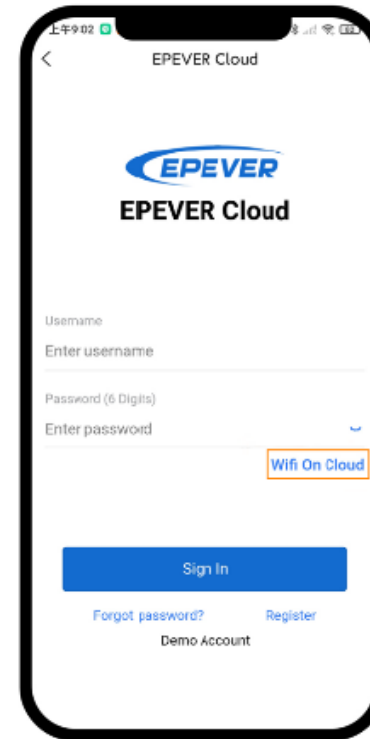 上午9:02
EPEVER Cloud
EPEVER
EPEVER Cloud
Username
Enter username
Password (6 Digits)
Enter password
Wifi On Cloud
Sign In
Forgot password? Register
Demo Account